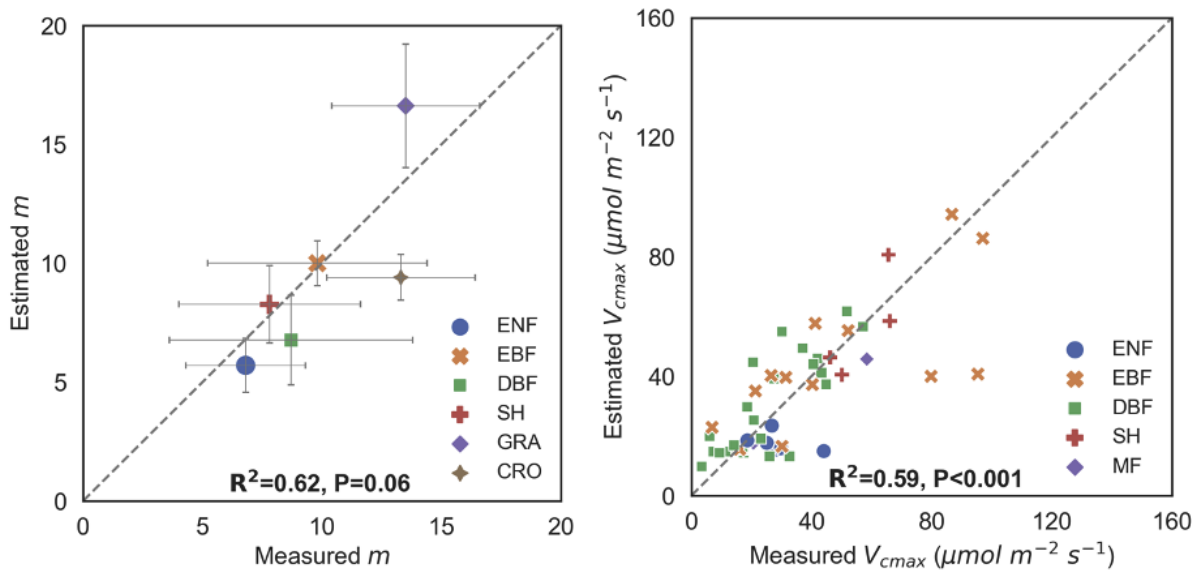 20
15
10
5
0
0
5
10
15
20
Estimated m
Measured m
ENF
EBF
DBF
SH
GRA
CRO
R²=0.62, P=0.06
160
120
80
40
0
0
40
80
120
160
Estimated V_cmax (μmol m⁻² s⁻¹)
Measured V_cmax (μmol m⁻² s⁻¹)
ENF
EBF
DBF
SH
MF
R²=0.59, P<0.001